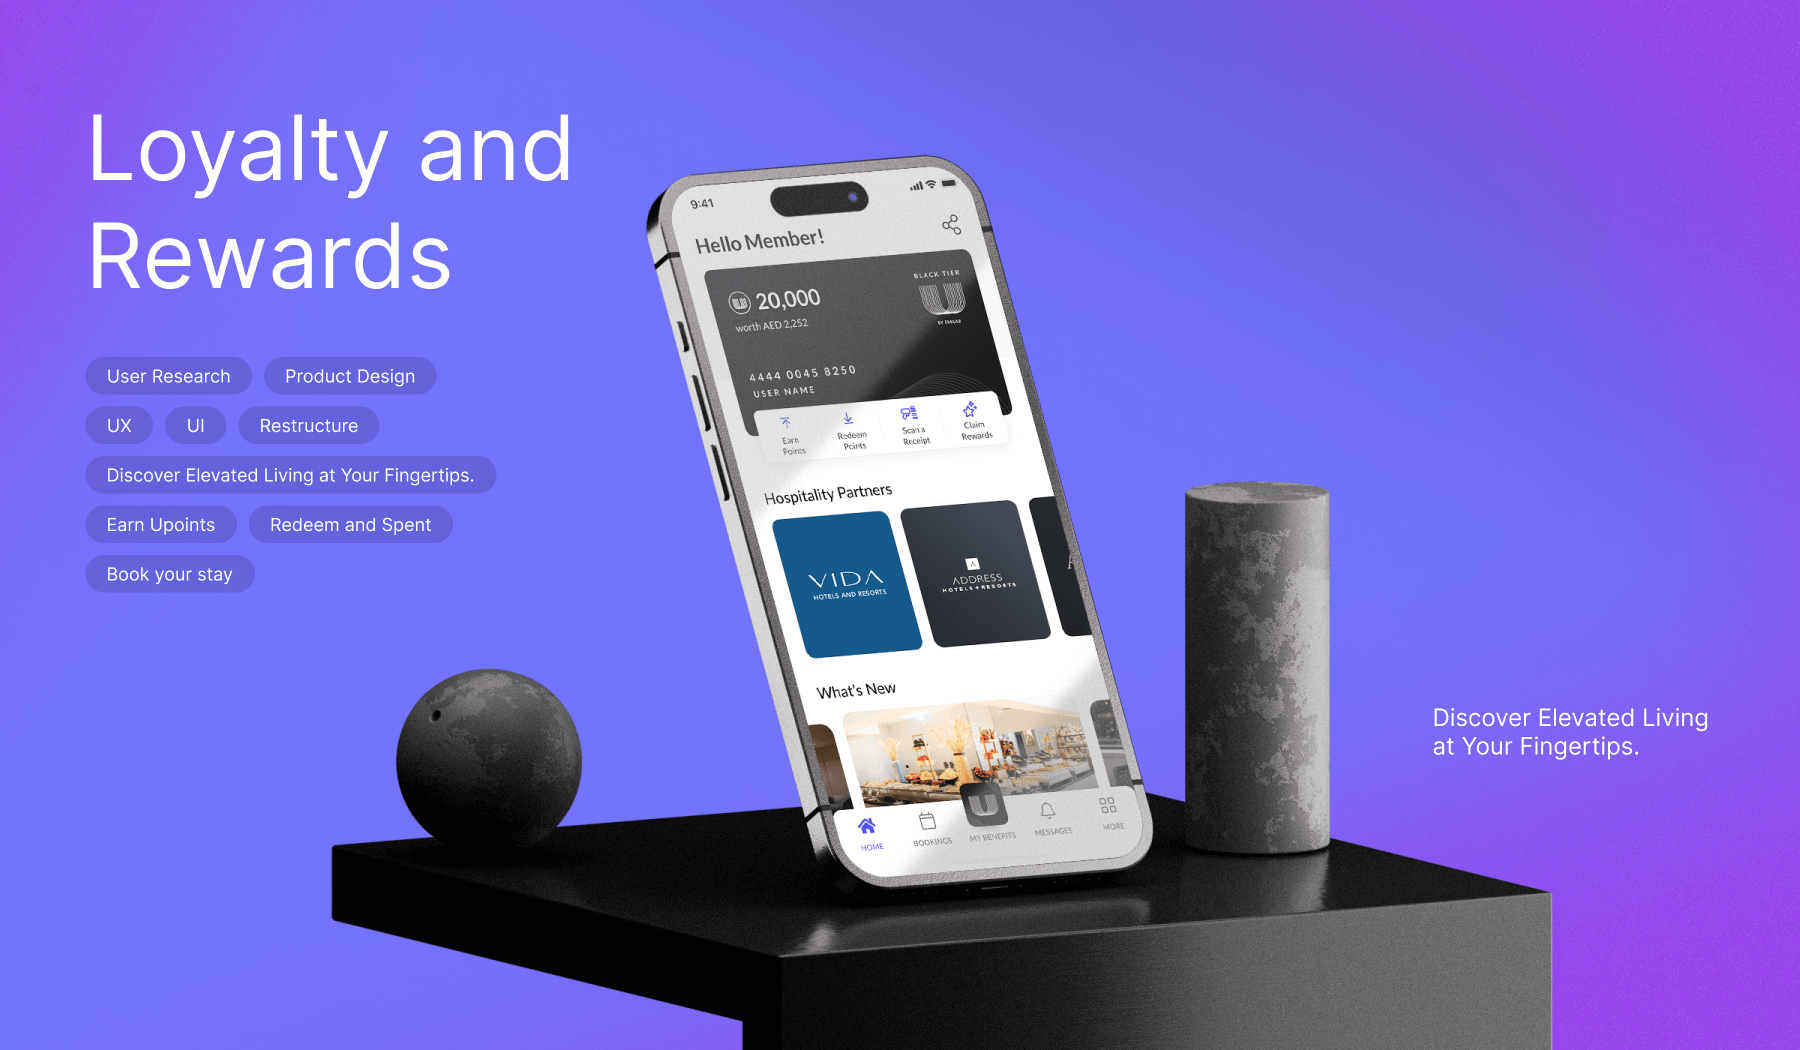 Loyalty and
Rewards
User Research
Product Design
UX
UI
Restructure
Discover Elevated Living at Your Fingertips.
Earn Upoints
Redeem and Spent
Book your stay
9:41
Hello Member!
20,000
worth AED 2,252
BLACK TIER
BY EMAAR
4444 0045 8250
USER NAME
Earn
Points
Redeem
Points
Scan a
Receipt
Claim
Rewards
Hospitality Partners
VIDA
HOTELS AND RESORTS
A
ADDRESS
HOTELS + RESORTS
What's New
HOME
BOOKINGS
MY BENEFITS
MESSAGES
MORE
Discover Elevated Living
at Your Fingertips.